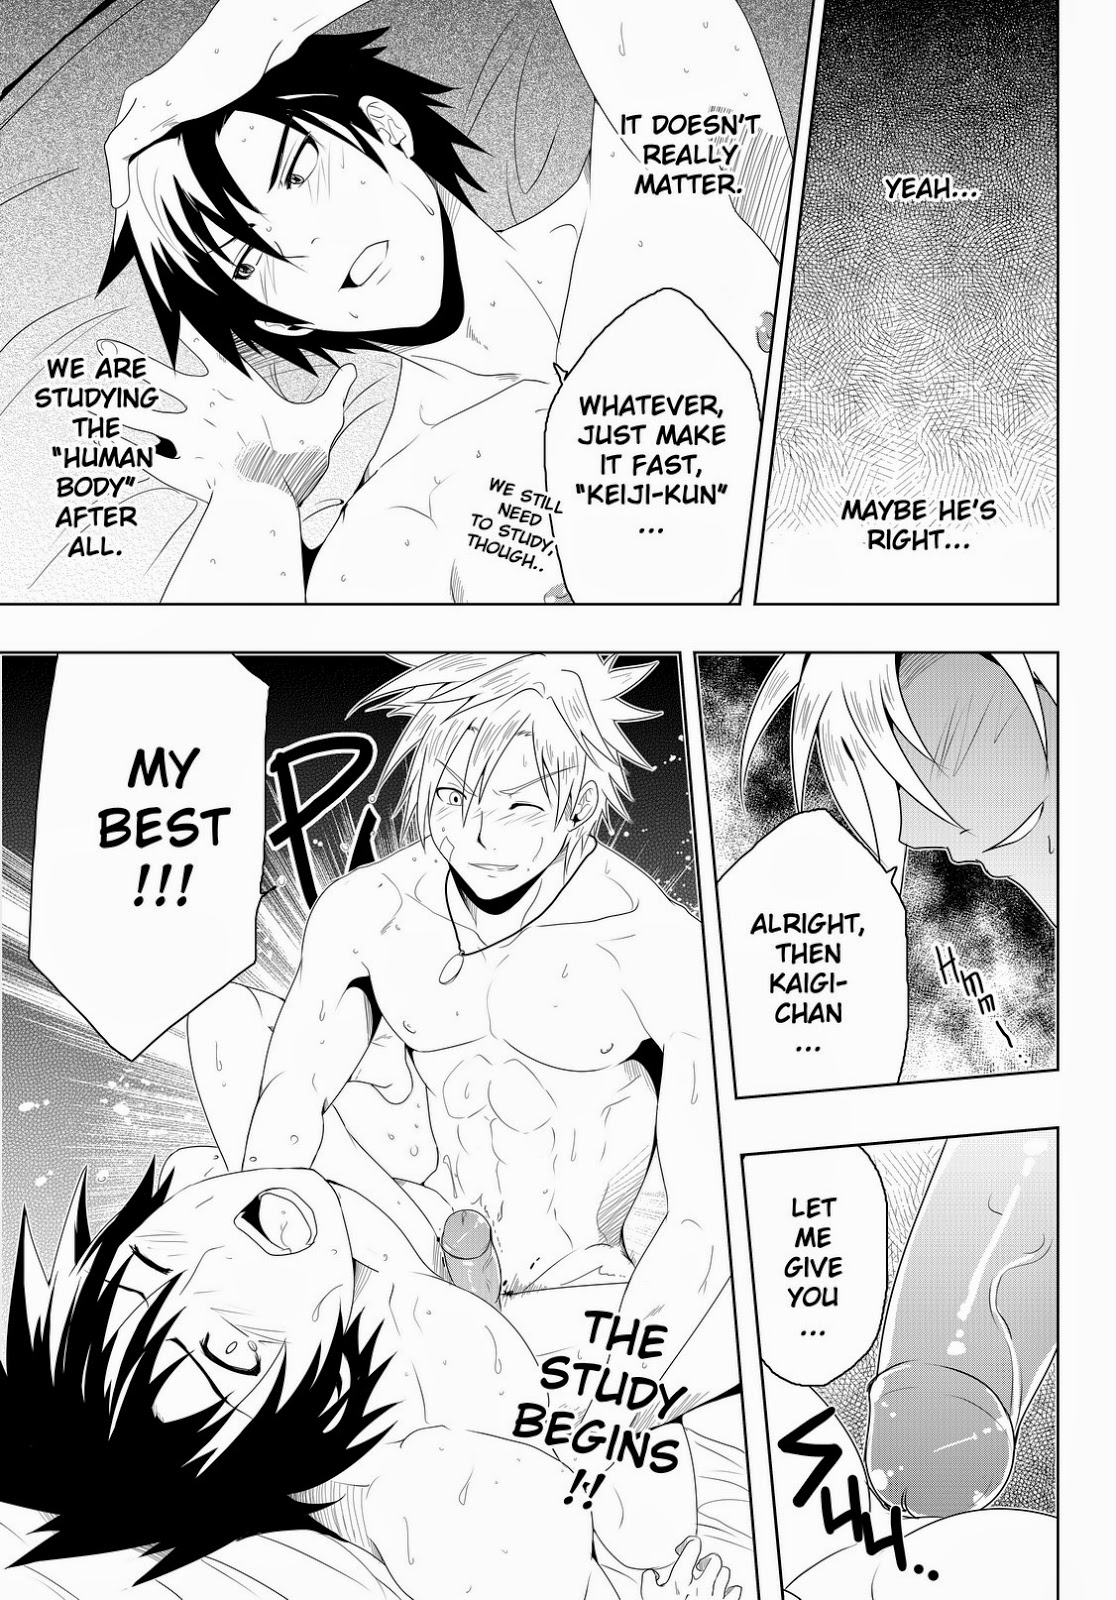 YEAH...
MAYBE HE'S
RIGHT...
IT DOESN'T
REALLY
MATTER.
WHATEVER,
JUST MAKE
IT FAST,
"KEIJI-KUN"
...
WE STILL
NEED
TO STUDY,
THOUGH..
WE ARE
STUDYING
THE
"HUMAN
BODY"
AFTER
ALL.
ALRIGHT,
THEN
KAIGI-
CHAN
...
HMM~...
MY
BEST
!!!
THE
STUDY
BEGINS
!!
LET
ME
GIVE
YOU
...